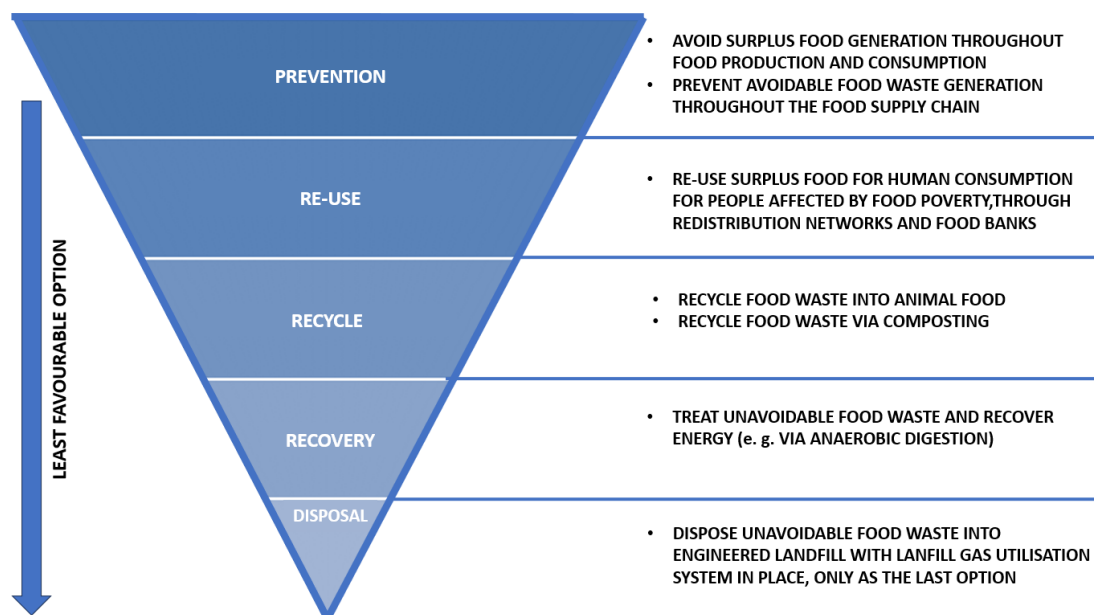 PREVENTION
• AVOID SURPLUS FOOD GENERATION THROUGHOUT
FOOD PRODUCTION AND CONSUMPTION
• PREVENT AVOIDABLE FOOD WASTE GENERATION
THROUGHOUT THE FOOD SUPPLY CHAIN
RE-USE
• RE-USE SURPLUS FOOD FOR HUMAN CONSUMPTION
FOR PEOPLE AFFECTED BY FOOD POVERTY,THROUGH
REDISTRIBUTION NETWORKS AND FOOD BANKS
RECYCLE
• RECYCLE FOOD WASTE INTO ANIMAL FOOD
• RECYCLE FOOD WASTE VIA COMPOSTING
RECOVERY
• TREAT UNAVOIDABLE FOOD WASTE AND RECOVER
ENERGY (e. g. VIA ANAEROBIC DIGESTION)
DISPOSAL
• DISPOSE UNAVOIDABLE FOOD WASTE INTO
ENGINEERED LANDFILL WITH LANFILL GAS UTILISATION
SYSTEM IN PLACE, ONLY AS THE LAST OPTION
LEAST FAVOURABLE OPTION